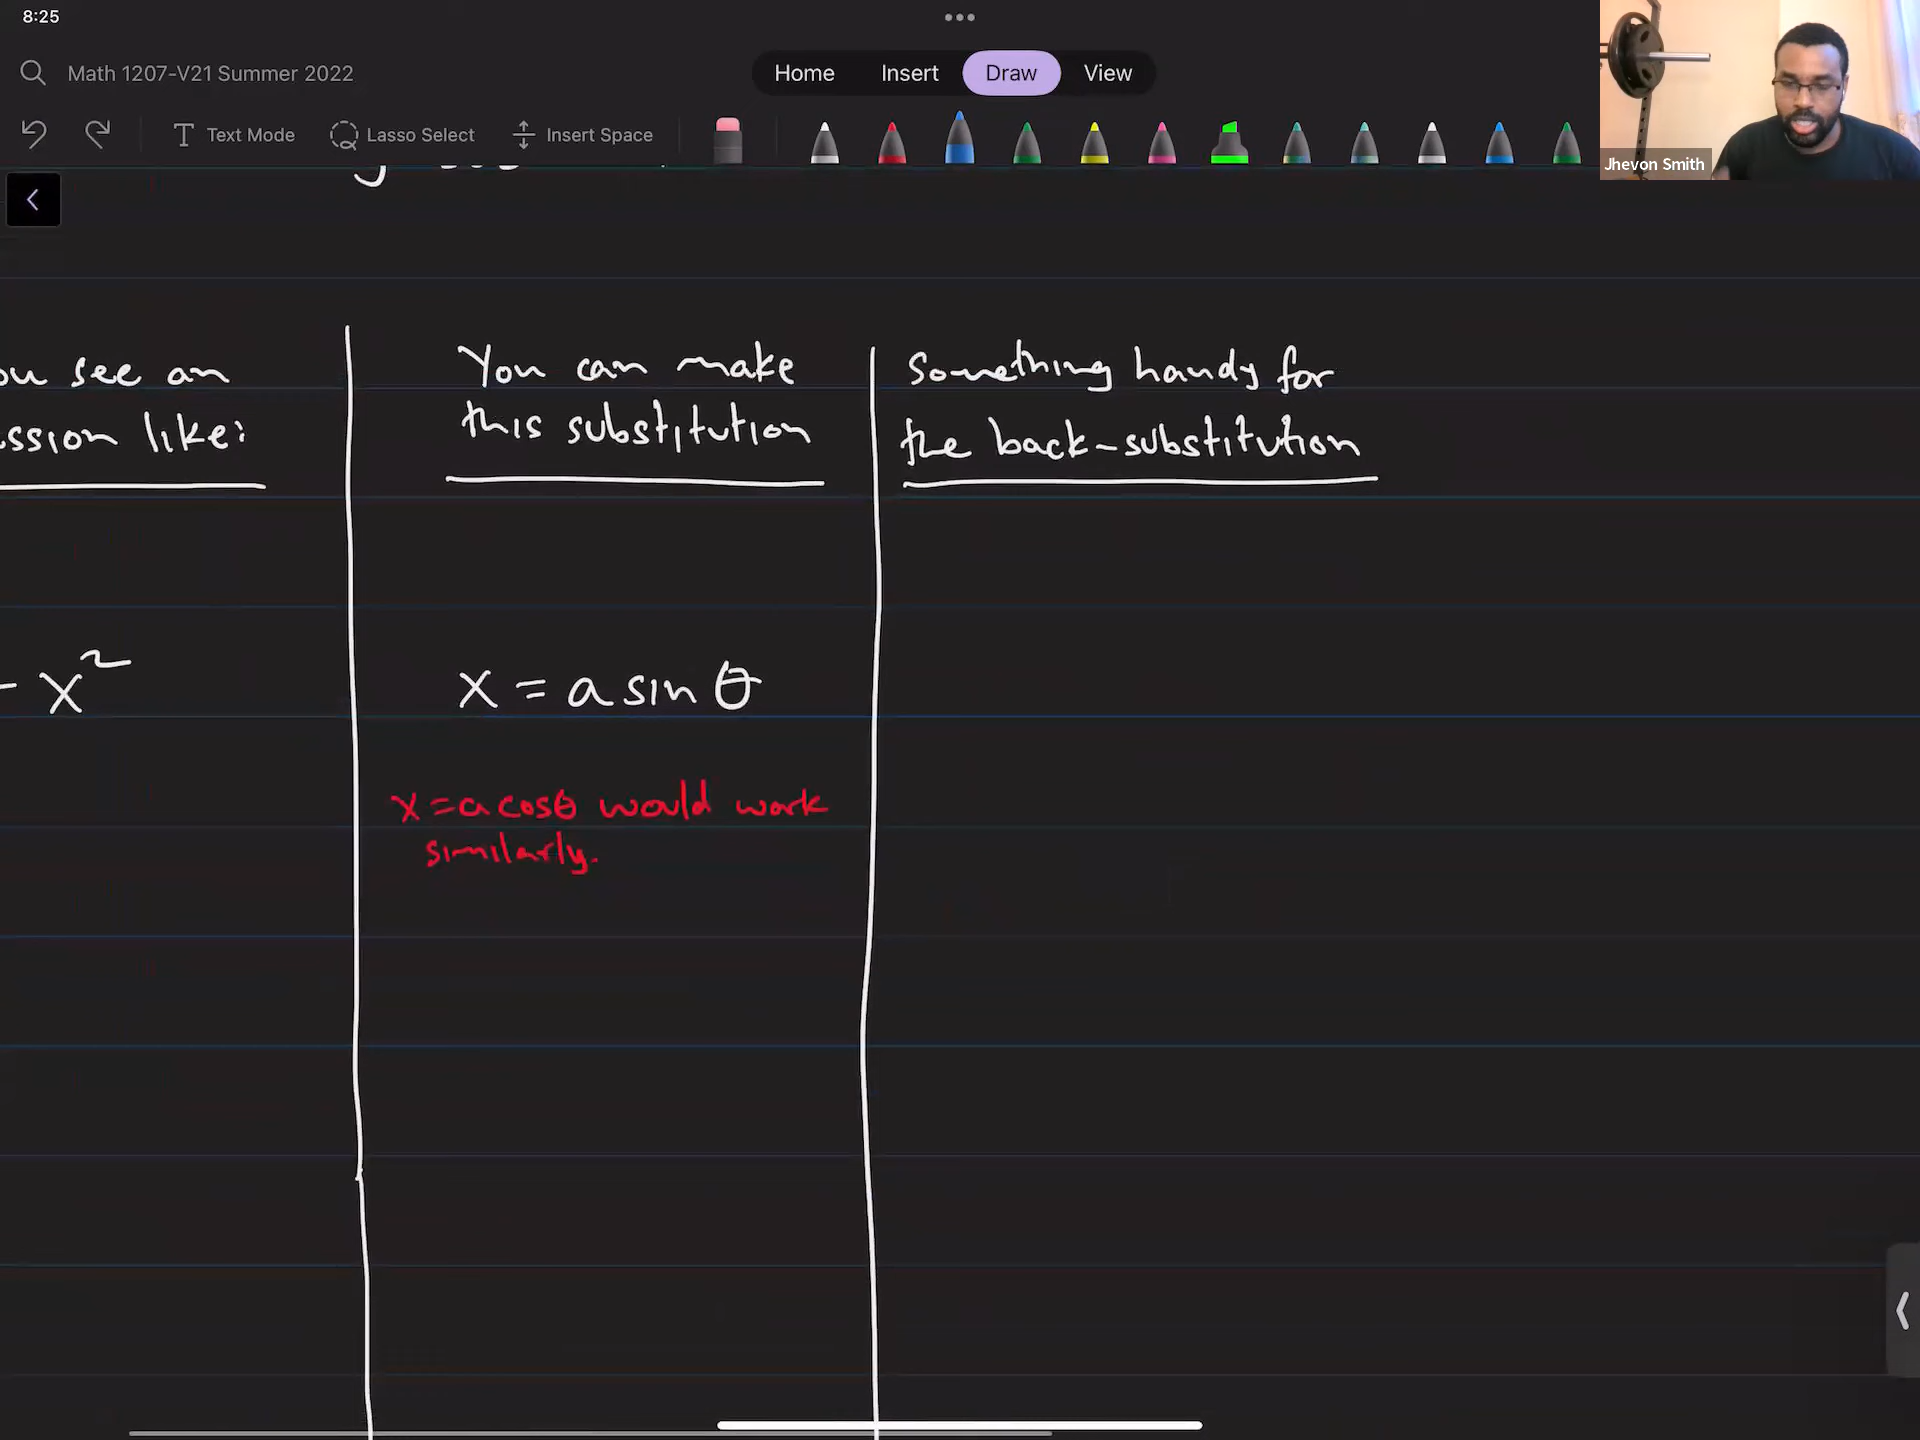 8:25
Math 1207-V21 Summer 2022
Home Insert Draw View
Text Mode Lasso Select Insert Space
Jhevon Smith
ou see an
ssion like:
You can make
this substitution
Something handy for
the back-substitution
- x²
x = a sin θ
x = a cos θ would work
similarly.